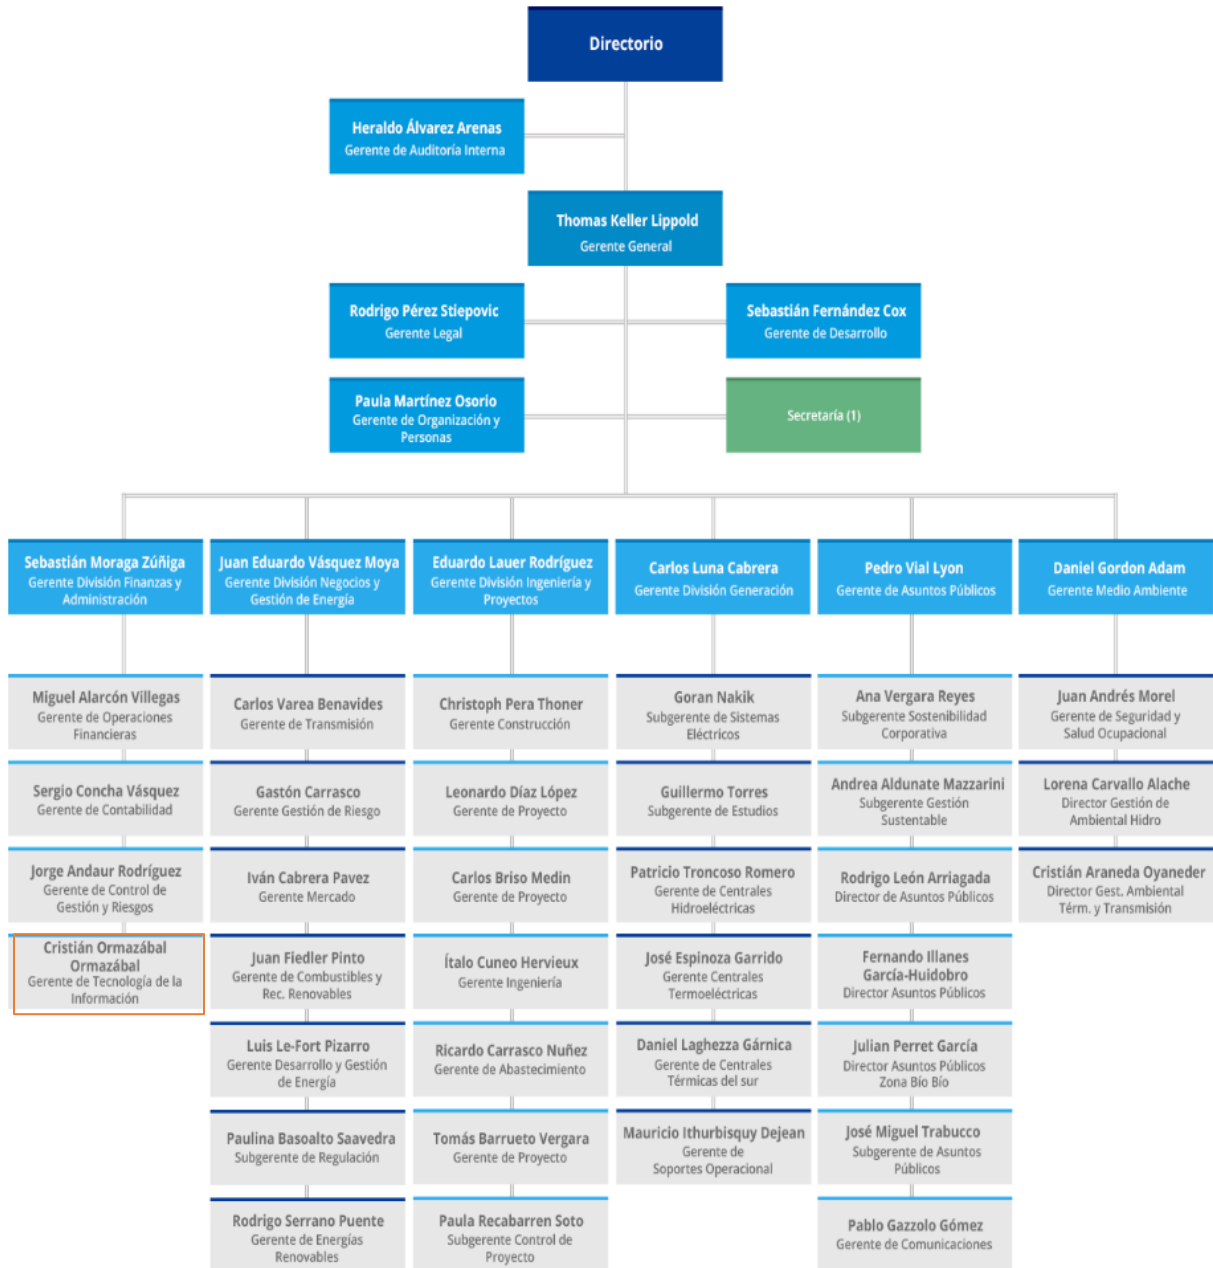 Directorio
Heraldo Álvarez Arenas
Gerente de Auditoría Interna
Thomas Keller Lippold
Gerente General
Rodrigo Pérez Stiepovic
Gerente Legal
Sebastián Fernández Cox
Gerente de Desarrollo
Paula Martínez Osorio
Gerente de Organización y
Personas
Secretaría (1)
Sebastián Moraga Zúñiga
Gerente División Finanzas y
Administración
Juan Eduardo Vásquez Moya
Gerente División Negocios y
Gestión de Energía
Eduardo Lauer Rodríguez
Gerente División Ingeniería y
Proyectos
Carlos Luna Cabrera
Gerente División Generación
Pedro Vial Lyon
Gerente de Asuntos Públicos
Daniel Gordon Adam
Gerente Medio Ambiente
Miguel Alarcón Villegas
Gerente de Operaciones
Financieras
Sergio Concha Vásquez
Gerente de Contabilidad
Jorge Andaur Rodríguez
Gerente de Control de
Gestión y Riesgos
Cristián Ormazábal
Ormazábal
Gerente de Tecnología de la
Información
Carlos Varea Benavides
Gerente de Transmisión
Gastón Carrasco
Gerente Gestión de Riesgo
Iván Cabrera Pavez
Gerente Mercado
Juan Fiedler Pinto
Gerente de Combustibles y
Rec. Renovables
Luis Le-Fort Pizarro
Gerente Desarrollo y Gestión
de Energía
Paulina Basoalto Saavedra
Subgerente de Regulación
Rodrigo Serrano Puente
Gerente de Energías
Renovables
Christoph Pera Thoner
Gerente Construcción
Leonardo Díaz López
Gerente de Proyecto
Carlos Briso Medin
Gerente de Proyecto
Ítalo Cuneo Hervieux
Gerente Ingeniería
Ricardo Carrasco Nuñez
Gerente de Abastecimiento
Tomás Barrueto Vergara
Gerente de Proyecto
Paula Recabarren Soto
Subgerente Control de
Proyecto
Goran Nakik
Subgerente de Sistemas
Eléctricos
Guillermo Torres
Subgerente de Estudios
Patricio Troncoso Romero
Gerente de Centrales
Hidroeléctricas
José Espinoza Garrido
Gerente Centrales
Termoeléctricas
Daniel Laghezza Gárnica
Gerente de Centrales
Térmicas del sur
Mauricio Ithurbisquy Dejean
Gerente de
Soportes Operacional
Ana Vergara Reyes
Subgerente Sostenibilidad
Corporativa
Andrea Aldunate Mazzarini
Subgerente Gestión
Sustentable
Rodrigo León Arriagada
Director de Asuntos Públicos
Fernando Illanes
García-Huidobro
Director Asuntos Públicos
Julian Perret García
Director Asuntos Públicos
Zona Bío Bío
José Miguel Trabucco
Subgerente de Asuntos
Públicos
Pablo Gazzolo Gómez
Gerente de Comunicaciones
Juan Andrés Morel
Gerente de Seguridad y
Salud Ocupacional
Lorena Carvallo Alache
Director Gestión de
Ambiental Hidro
Cristián Araneda Oyaneder
Director Gest. Ambiental
Térm. y Transmisión